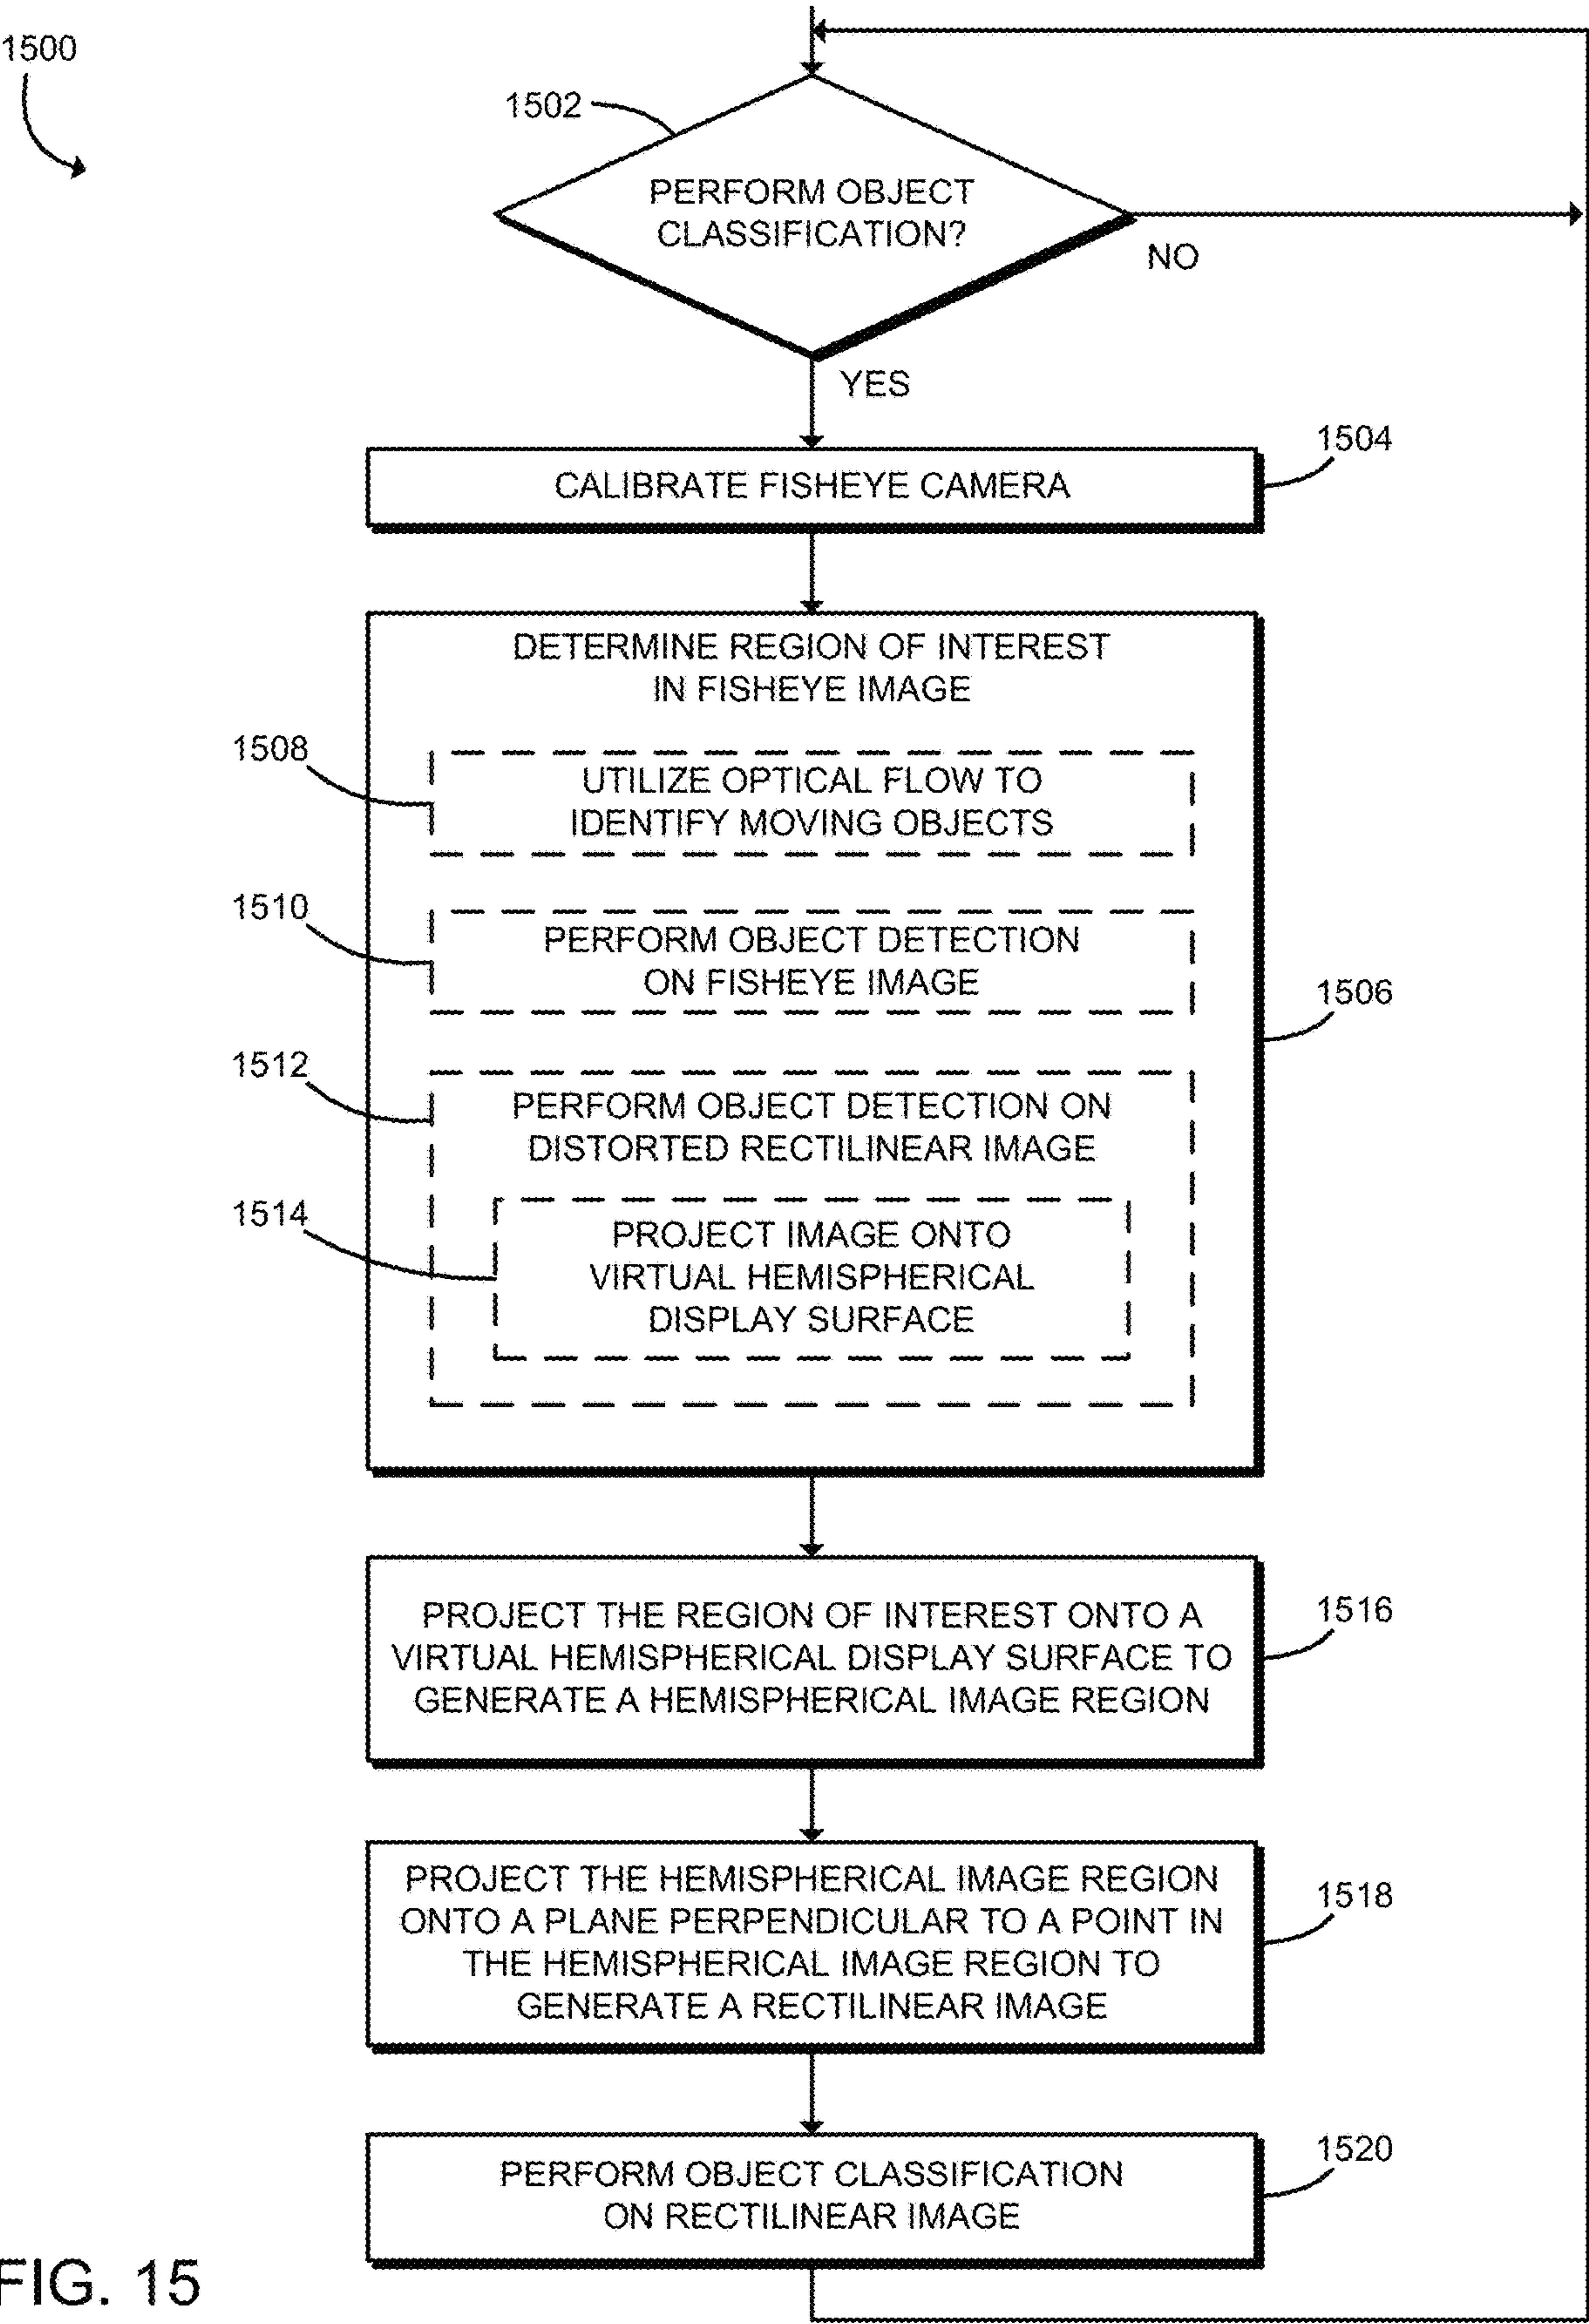 1500
1502
PERFORM OBJECT
CLASSIFICATION?
NO
YES
1504
CALIBRATE FISHEYE CAMERA
DETERMINE REGION OF INTEREST
IN FISHEYE IMAGE
1508
UTILIZE OPTICAL FLOW TO
IDENTIFY MOVING OBJECTS
1510
PERFORM OBJECT DETECTION
ON FISHEYE IMAGE
1506
1512
PERFORM OBJECT DETECTION ON
DISTORTED RECTILINEAR IMAGE
1514
PROJECT IMAGE ONTO
VIRTUAL HEMISPHERICAL
DISPLAY SURFACE
PROJECT THE REGION OF INTEREST ONTO A
VIRTUAL HEMISPHERICAL DISPLAY SURFACE TO
GENERATE A HEMISPHERICAL IMAGE REGION
1516
PROJECT THE HEMISPHERICAL IMAGE REGION
ONTO A PLANE PERPENDICULAR TO A POINT IN
THE HEMISPHERICAL IMAGE REGION TO
GENERATE A RECTILINEAR IMAGE
1518
PERFORM OBJECT CLASSIFICATION
ON RECTILINEAR IMAGE
1520
FIG. 15